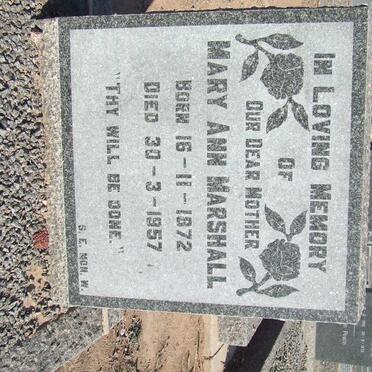 IN LOVING MEMORY
OF
OUR DEAR MOTHER
MARY ANN MARSHALL
BORN 16-11-1872
DIED 30-3-1957
"THY WILL BE DONE."